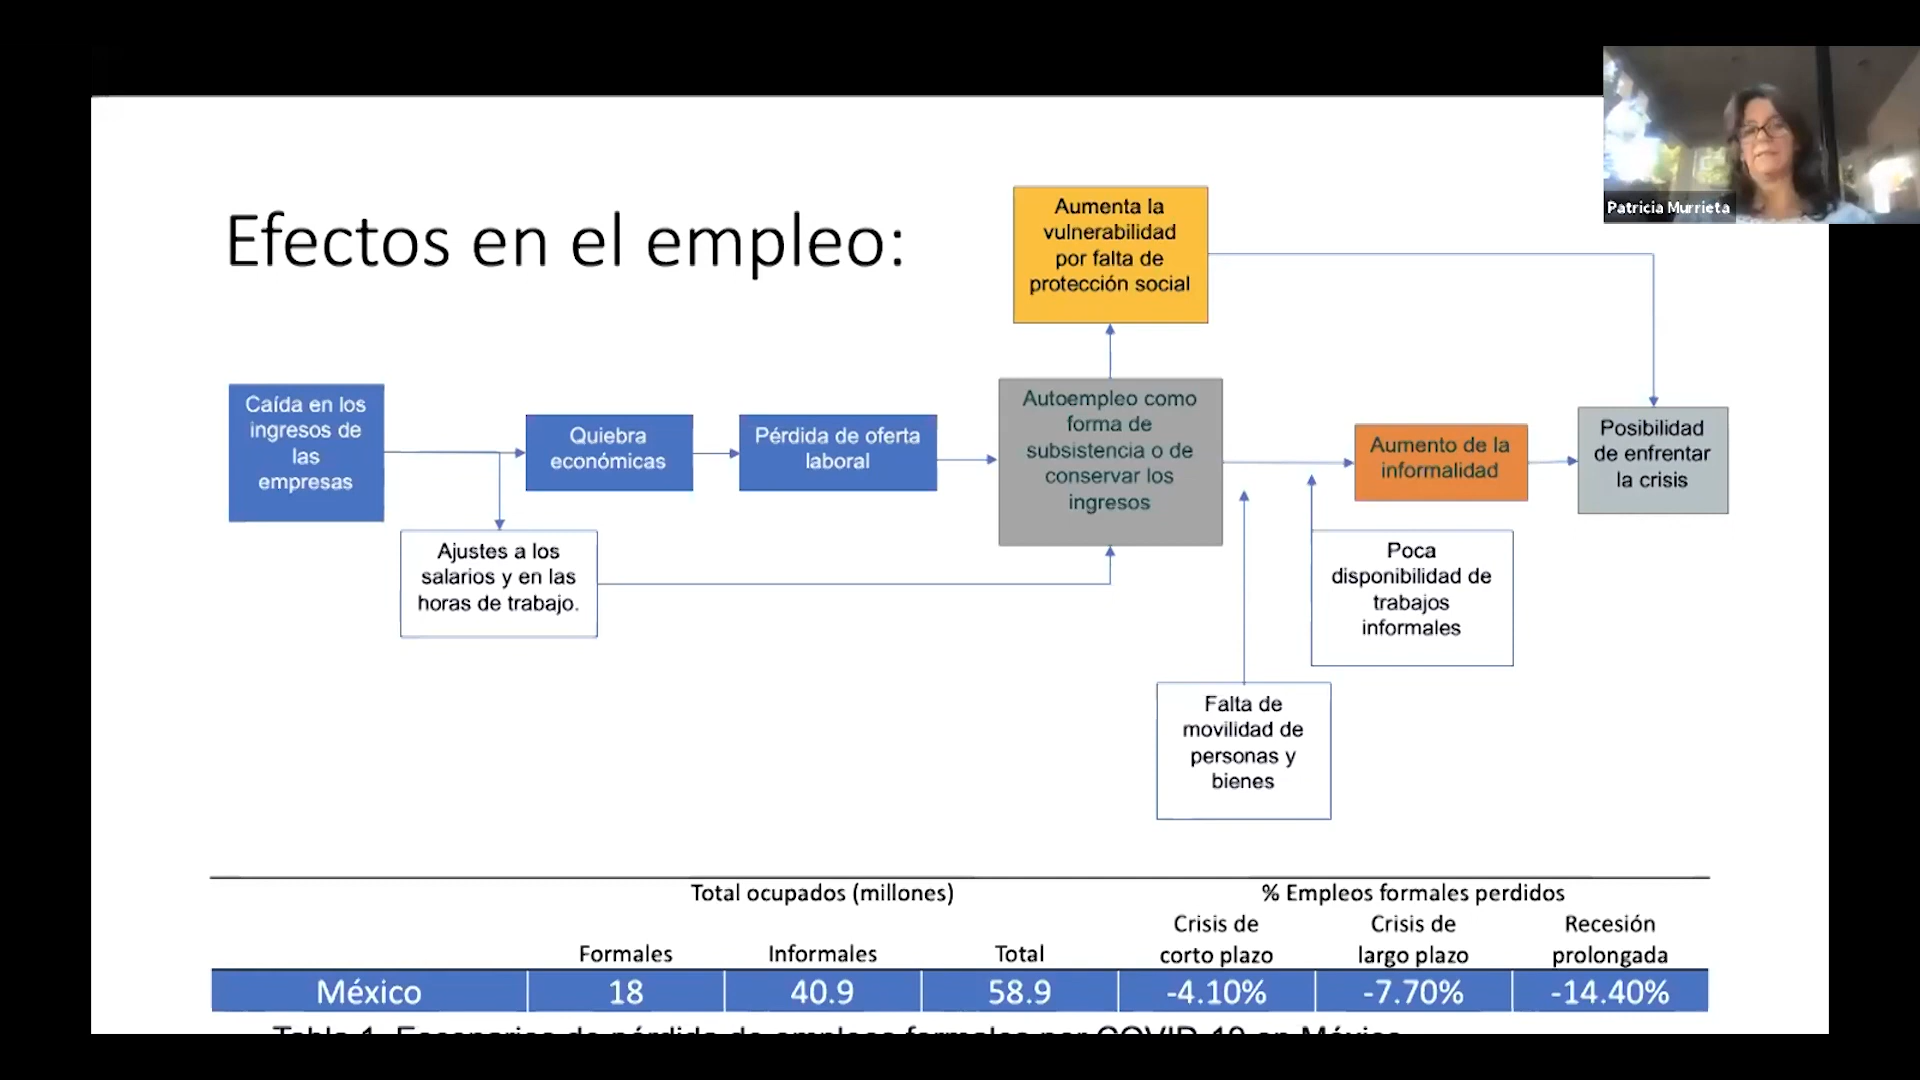 Patricia Murrieta
Efectos en el empleo:
Aumenta la
vulnerabilidad
por falta de
protección social
Caída en los
ingresos de
las
empresas
Quiebra
económicas
Pérdida de oferta
laboral
Autoempleo como
forma de
subsistencia o de
conservar los
ingresos
Aumento de la
informalidad
Posibilidad
de enfrentar
la crisis
Ajustes a los
salarios y en las
horas de trabajo.
Poca
disponibilidad de
trabajos
informales
Falta de
movilidad de
personas y
bienes
Total ocupados (millones) % Empleos formales perdidos
Formales Informales Total Crisis de
corto plazo Crisis de
largo plazo Recesión
prolongada
México 18 40.9 58.9 -4.10% -7.70% -14.40%
Tabla 1. Escenarios de pérdida de empleos formales por COVID-19 en México